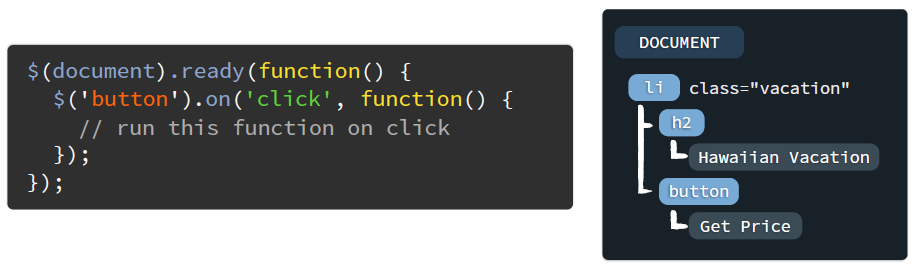 $(document).ready(function() {
$('button').on('click', function() {
// run this function on click
});
});
DOCUMENT
li class="vacation"
h2
Hawaiian Vacation
button
Get Price